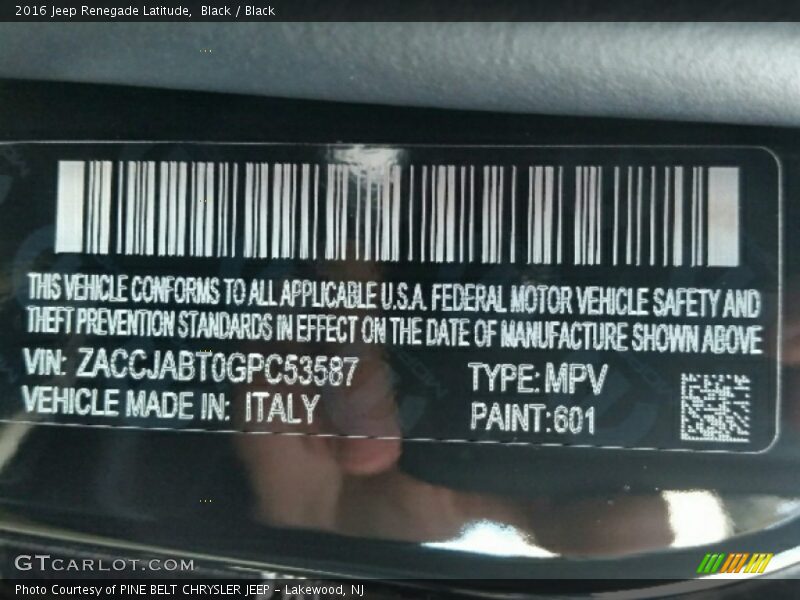 2016 Jeep Renegade Latitude, Black / Black
THIS VEHICLE CONFORMS TO ALL APPLICABLE U.S.A. FEDERAL MOTOR VEHICLE SAFETY AND
THEFT PREVENTION STANDARDS IN EFFECT ON THE DATE OF MANUFACTURE SHOWN ABOVE
VIN: ZACCJABT0GPC53587 TYPE: MPV
VEHICLE MADE IN: ITALY PAINT:601
GTCARLOT.COM
Photo Courtesy of PINE BELT CHRYSLER JEEP - Lakewood, NJ